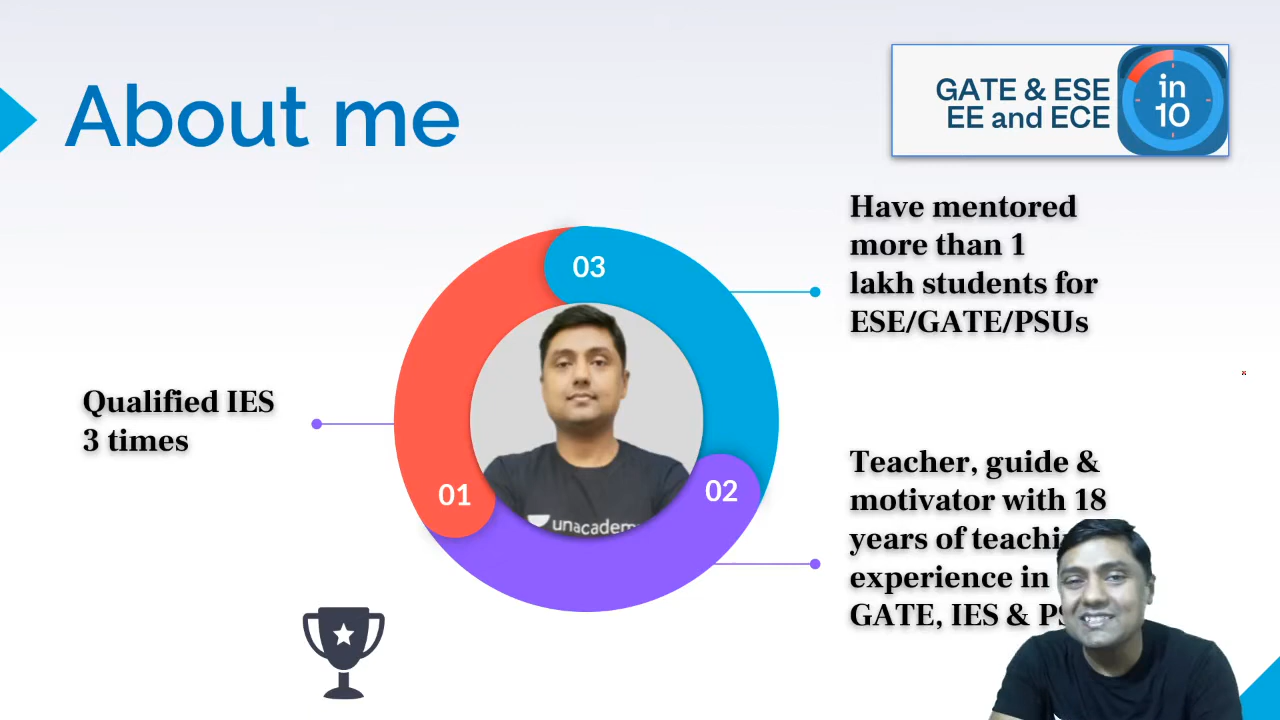 About me
GATE & ESE
EE and ECE
in
10
Have mentored
more than 1
lakh students for
ESE/GATE/PSUs
03
Qualified IES
3 times
01
02
unacadem
Teacher, guide &
motivator with 18
years of
experience in
GATE, IES &